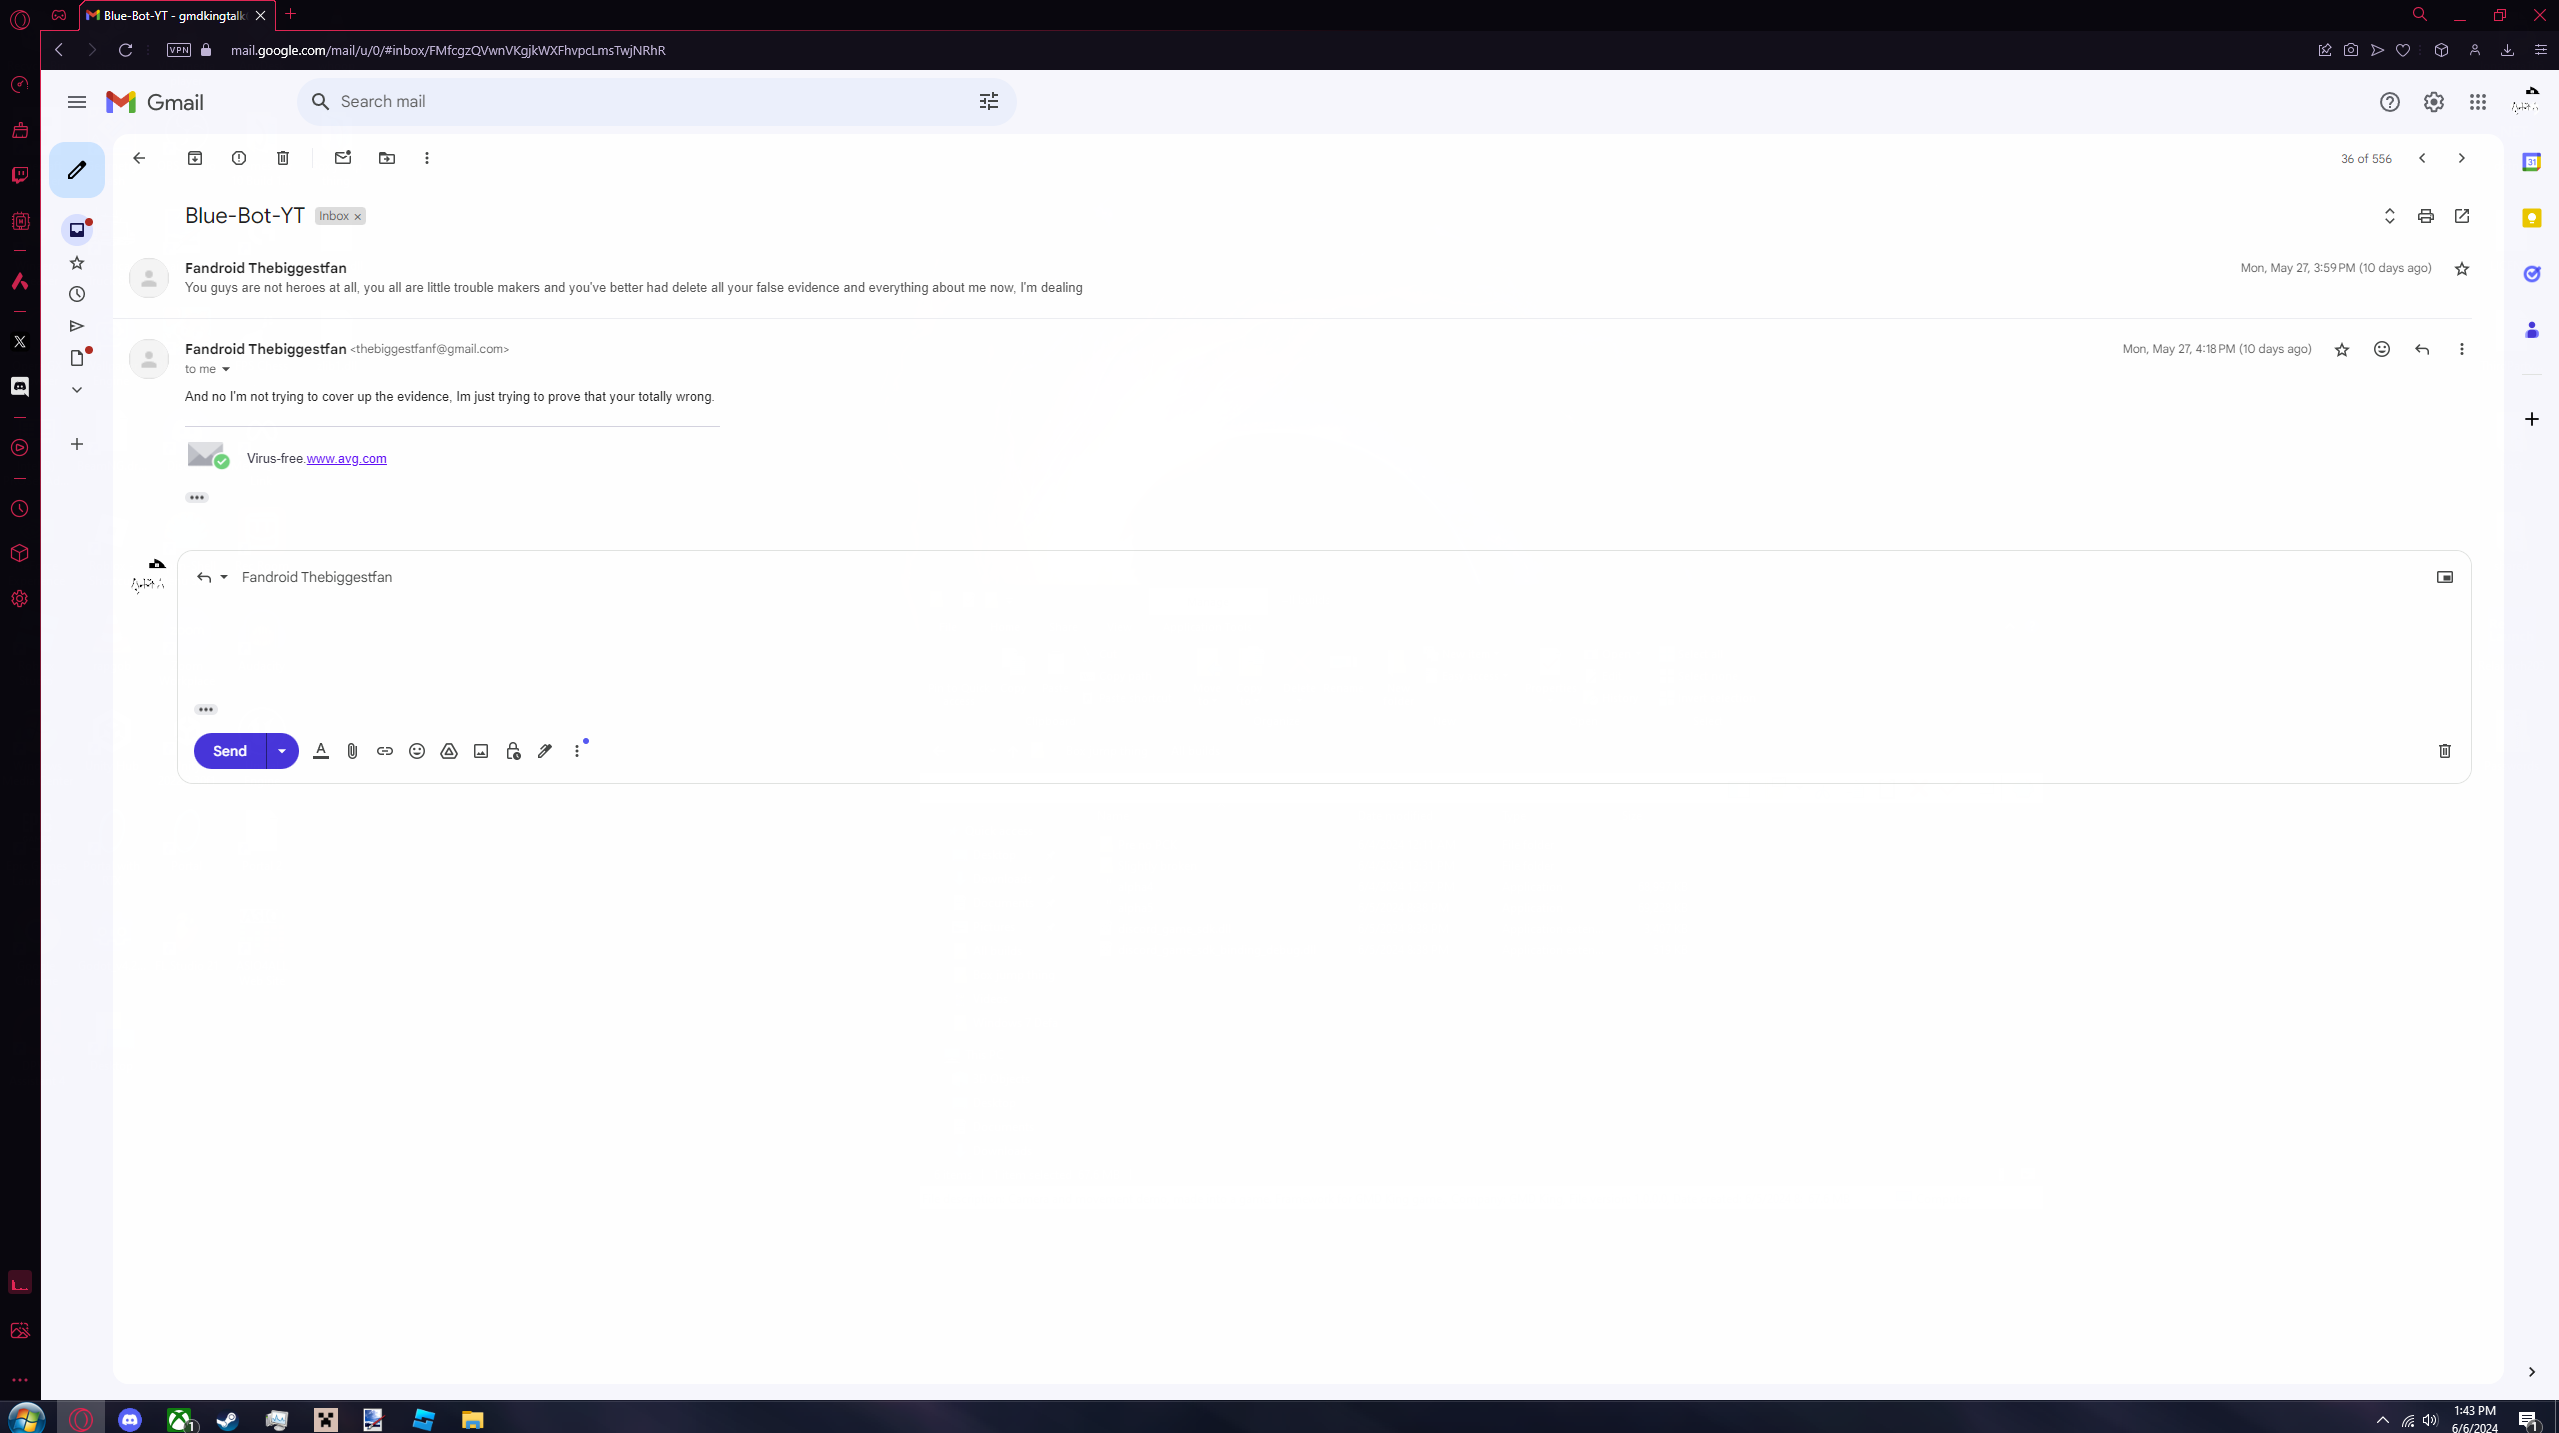 Blue-Bot-YT - gmdkingtalk
VPN
mail.google.com/mail/u/0/#inbox/FMfcgzQVwnVKgjkWXFhvpcLmsTwjNRhR
Gmail
Search mail
36 of 556
31
Blue-Bot-YT
Inbox ×
Fandroid Thebiggestfan
Mon, May 27, 3:59 PM (10 days ago)
You guys are not heroes at all, you all are little trouble makers and you've better had delete all your false evidence and everything about me now, I'm dealing
Fandroid Thebiggestfan <thebiggestfanf@gmail.com>
Mon, May 27, 4:18 PM (10 days ago)
to me
And no I'm not trying to cover up the evidence, Im just trying to prove that your totally wrong.
Virus-free.www.avg.com
Fandroid Thebiggestfan
Send
1:43 PM
6/6/2024
1
1